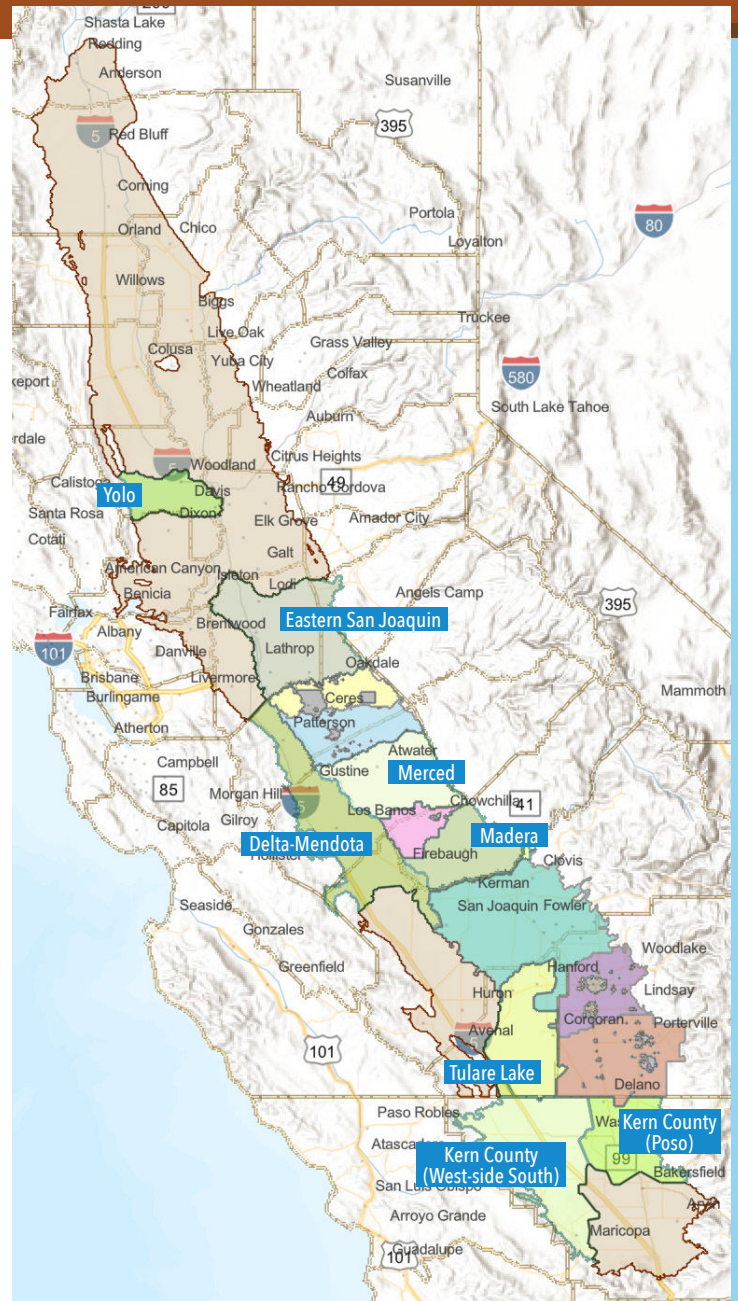 Shasta Lake
Redding
Anderson
Susanville
395
5
Red Bluff
Corning
Portola
Orland
Chico
80
Loyalton
Willows
Biggs
Truckee
Live Oak
Grass Valley
Colusa
Yuba City
Colfax
580
Wheatland
South Lake Tahoe
Auburn
Citrus Heights
Woodland
Calistoga
49
Rancho Cordova
Yolo
Davis
Santa Rosa
Dixon
Elk Grove
Amador City
Cotati
Galt
American Canyon
Isleton
Lodi
Angels Camp
Benicia
395
Fairfax
Brentwood
Eastern San Joaquin
Albany
101
Danville
Lathrop
Oakdale
Brisbane
Livermore
Burlingame
Ceres
Mammoth
Atherton
Patterson
Campbell
Atwater
Gustine
Merced
85
Morgan Hill
5
Chowchilla
41
Capitola
Gilroy
Los Banos
Madera
Delta-Mendota
Firebaugh
Clovis
Kerman
Seaside
San Joaquin
Fowler
Gonzales
Woodlake
Greenfield
Hanford
Lindsay
Huron
Corcoran
Porterville
Avenal
101
Tulare Lake
Delano
Paso Robles
Kern County
(Poso)
Kern County
(West-side South)
99
Bakersfield
San Luis Obispo
Arvin
Arroyo Grande
Maricopa
101
Guadalupe